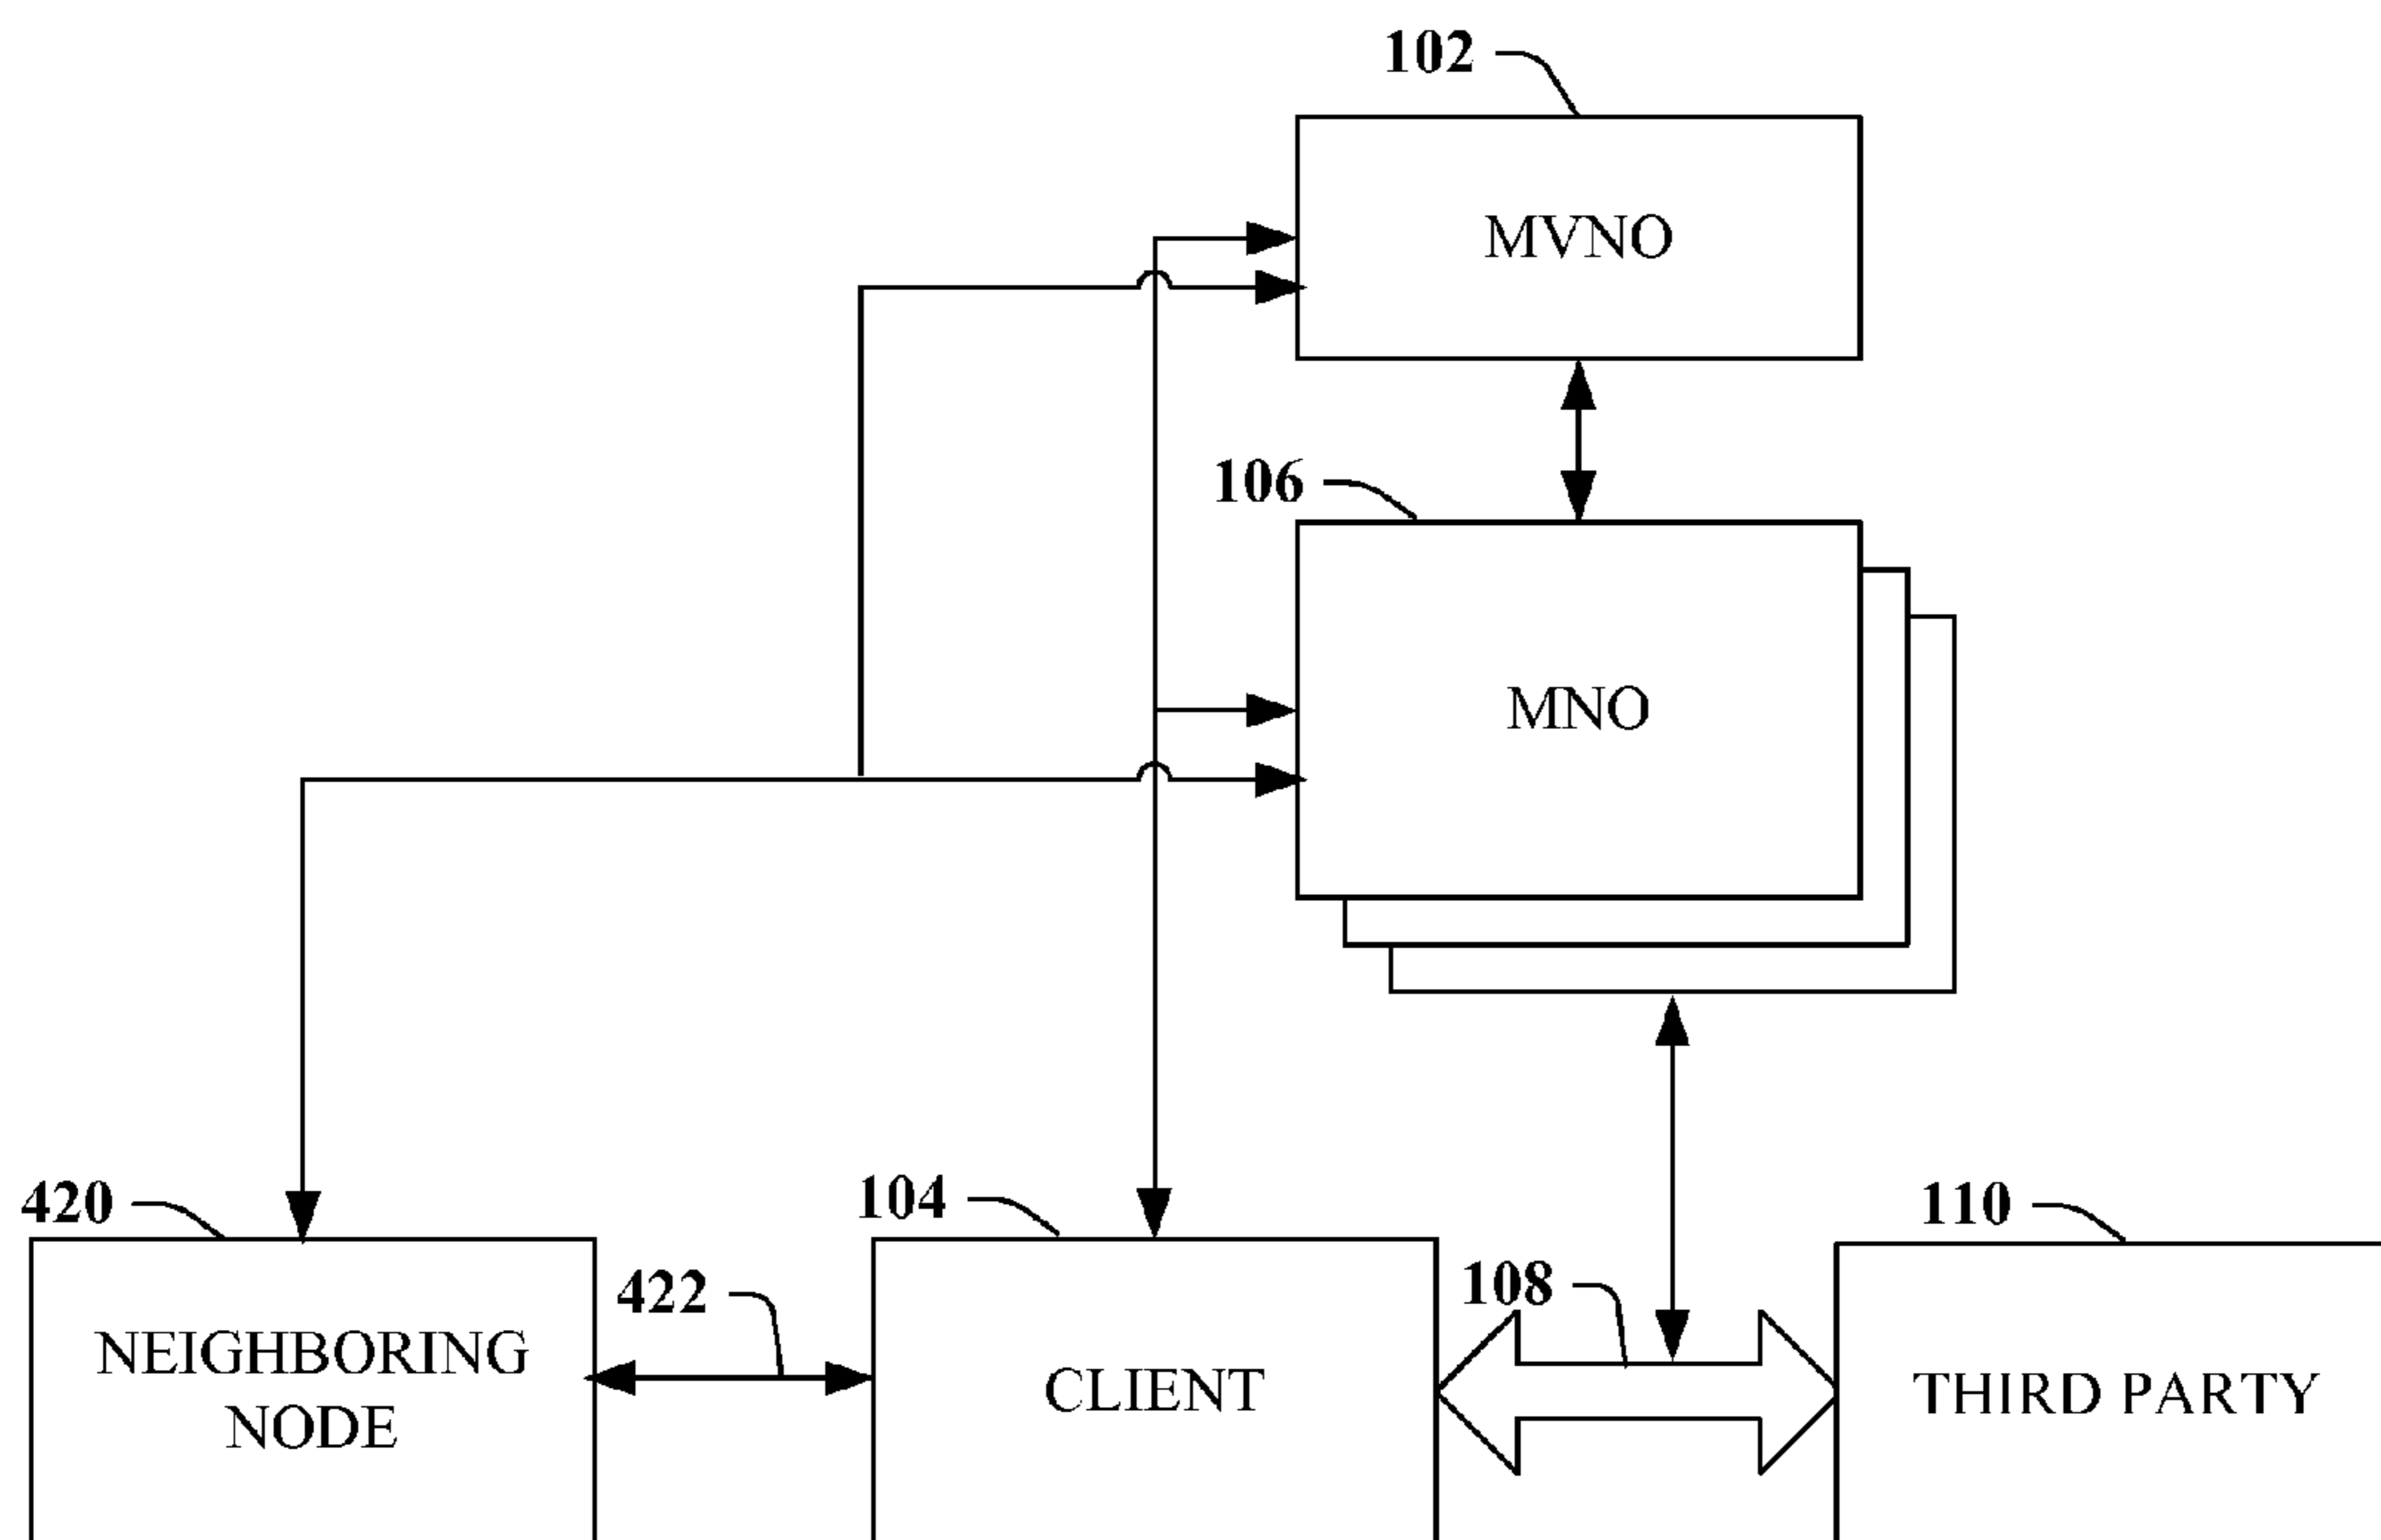 102
MVNO
106
MNO
420
104
110
422
108
NEIGHBORING
NODE
CLIENT
THIRD PARTY